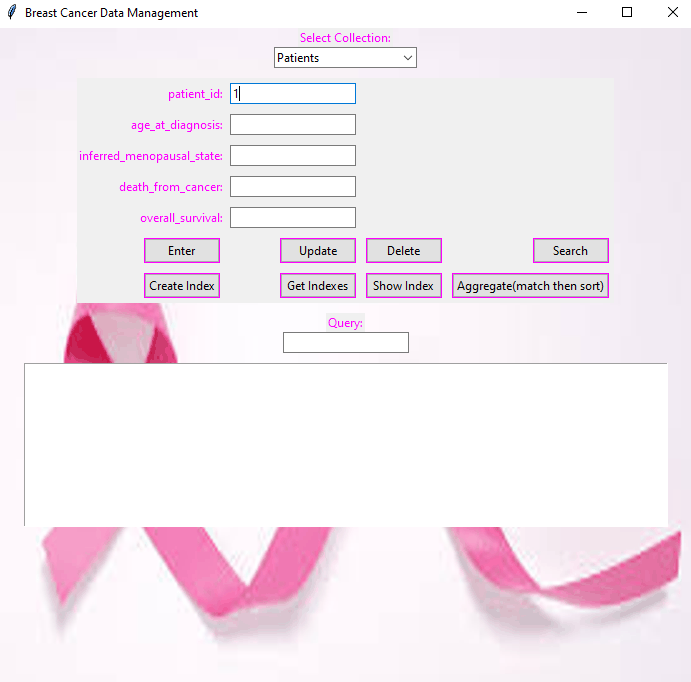 Breast Cancer Data Management
Select Collection:
Patients
patient_id: 1
age_at_diagnosis:
inferred_menopausal_state:
death_from_cancer:
overall_survival:
Enter Update Delete Search
Create Index Get Indexes Show Index Aggregate(match then sort)
Query: